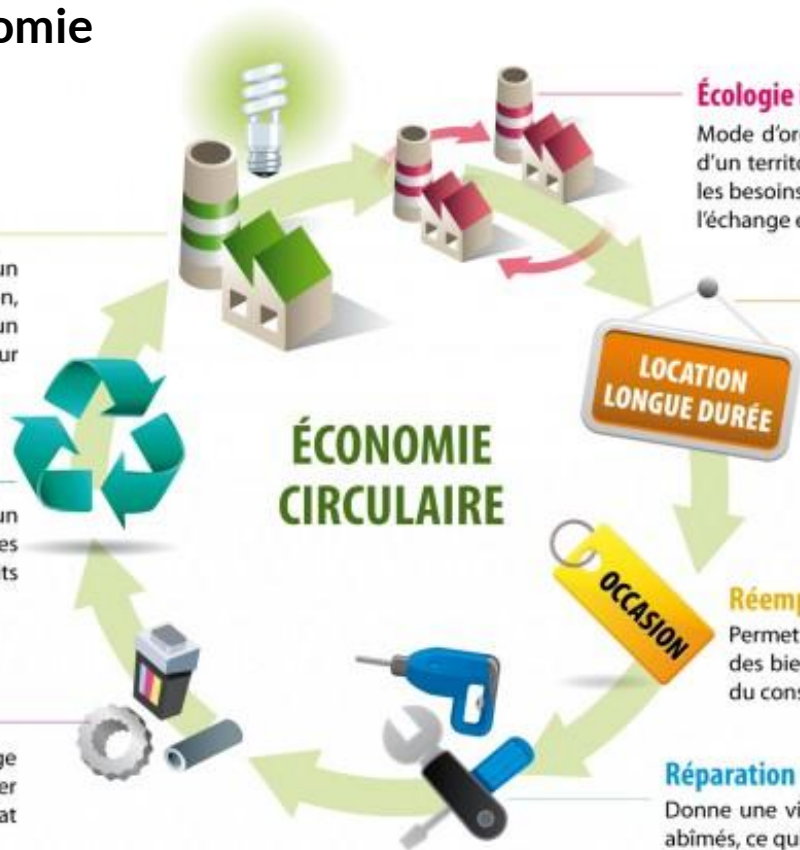 omie
Écologie i
Mode d'or
d'un territo
les besoins
l'échange e
un
n,
un
ur
LOCATION
LONGUE DURÉE
ÉCONOMIE
CIRCULAIRE
un
es
ts
OCCASION
Réemp
Permet
des bie
du cons
ge
er
at
Réparation
Donne une vi
abîmés, ce qu